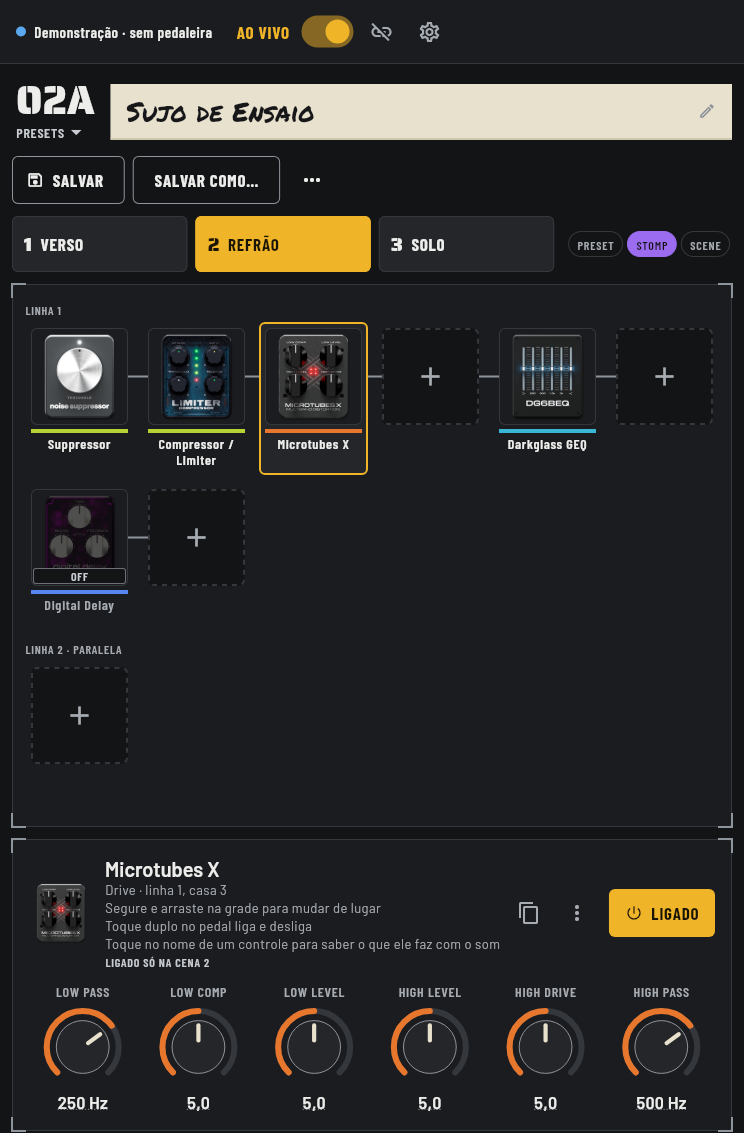 Demonstração · sem pedaleira
AO VIVO
02A
PRESETS
Sujo de Ensaio
SALVAR
SALVAR COMO...
1 VERSO
2 REFRÃO
3 SOLO
PRESET
STOMP
SCENE
LINHA 1
THRESHOLD
noise suppressor
LIMITER
COMPRESSOR
MICROTUBES X
DG6BEQ
Suppressor
Compressor /
Limiter
Microtubes X
Darkglass GEQ
OFF
Digital Delay
LINHA 2 · PARALELA
Microtubes X
Drive · linha 1, casa 3
Segure e arraste na grade para mudar de lugar
Toque duplo no pedal liga e desliga
Toque no nome de um controle para saber o que ele faz com o som
LIGADO SÓ NA CENA 2
MICROTUBES X
LIGADO
LOW PASS
LOW COMP
LOW LEVEL
HIGH LEVEL
HIGH DRIVE
HIGH PASS
250 Hz
5,0
5,0
5,0
5,0
500 Hz